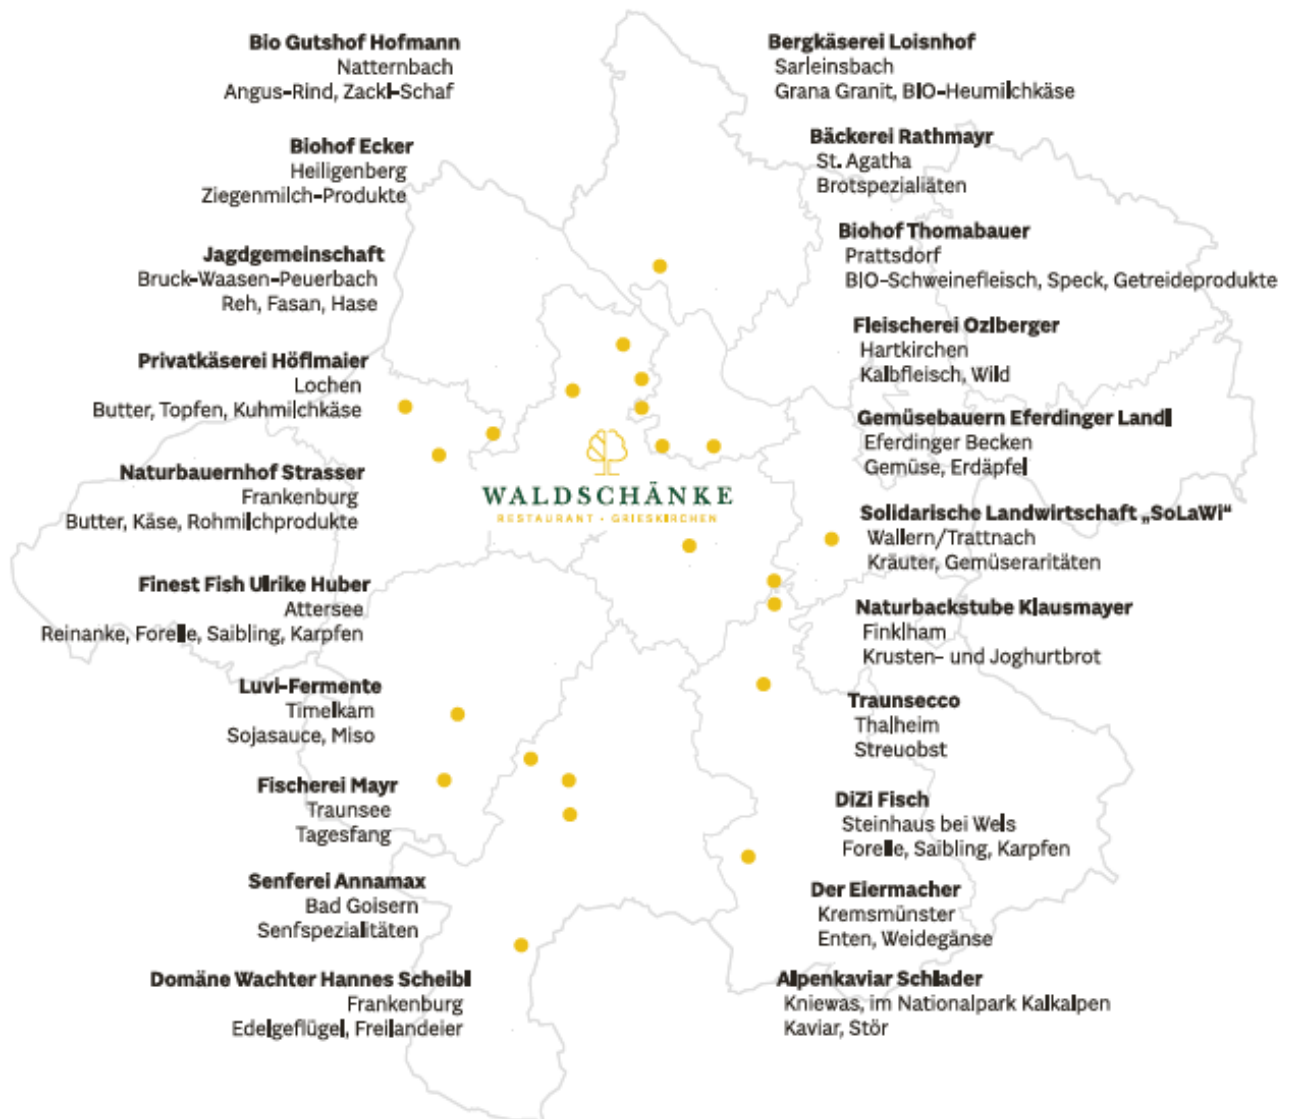 Bio Gutshof Hofmann
Natternbach
Angus-Rind, Zackl-Schaf
Biohof Ecker
Heiligenberg
Ziegenmilch-Produkte
Jagdgemeinschaft
Bruck-Waasen-Peuerbach
Reh, Fasan, Hase
Privatkäserei Höflmaier
Lochen
Butter, Topfen, Kuhmilchkäse
Naturbauernhof Strasser
Frankenburg
Butter, Käse, Rohmilchprodukte
Finest Fish Ulrike Huber
Attersee
Reinanke, Forelle, Saibling, Karpfen
Luvi-Fermente
Timelkam
Sojasauce, Miso
Fischerei Mayr
Traunsee
Tagesfang
Senferei Annamax
Bad Goisern
Senfspezialitäten
Domäne Wachter Hannes Scheibl
Frankenburg
Edelgeflügel, Freilandeier
WALDSCHÄNKE
RESTAURANT • GRIESKIRCHEN
Bergkäserei Loisnhof
Sarleinsbach
Grana Granit, BIO-Heumilchkäse
Bäckerei Rathmayr
St. Agatha
Brotspezialiäten
Biohof Thomabauer
Prattsdorf
BIO-Schweinefleisch, Speck, Getreideprodukte
Fleischerei Ozlberger
Hartkirchen
Kalbfleisch, Wild
Gemüsebauern Eferdinger Landl
Eferdinger Becken
Gemüse, Erdäpfel
Solidarische Landwirtschaft „SoLaWi“
Wallern/Trattnach
Kräuter, Gemüseraritäten
Naturbackstube Klausmayer
Finklham
Krusten- und Joghurtbrot
Traunsecco
Thalheim
Streuobst
DiZi Fisch
Steinhaus bei Wels
Forelle, Saibling, Karpfen
Der Eiermacher
Kremsmünster
Enten, Weidegänse
Alpenkaviar Schlader
Kniewas, im Nationalpark Kalkalpen
Kaviar, Stör